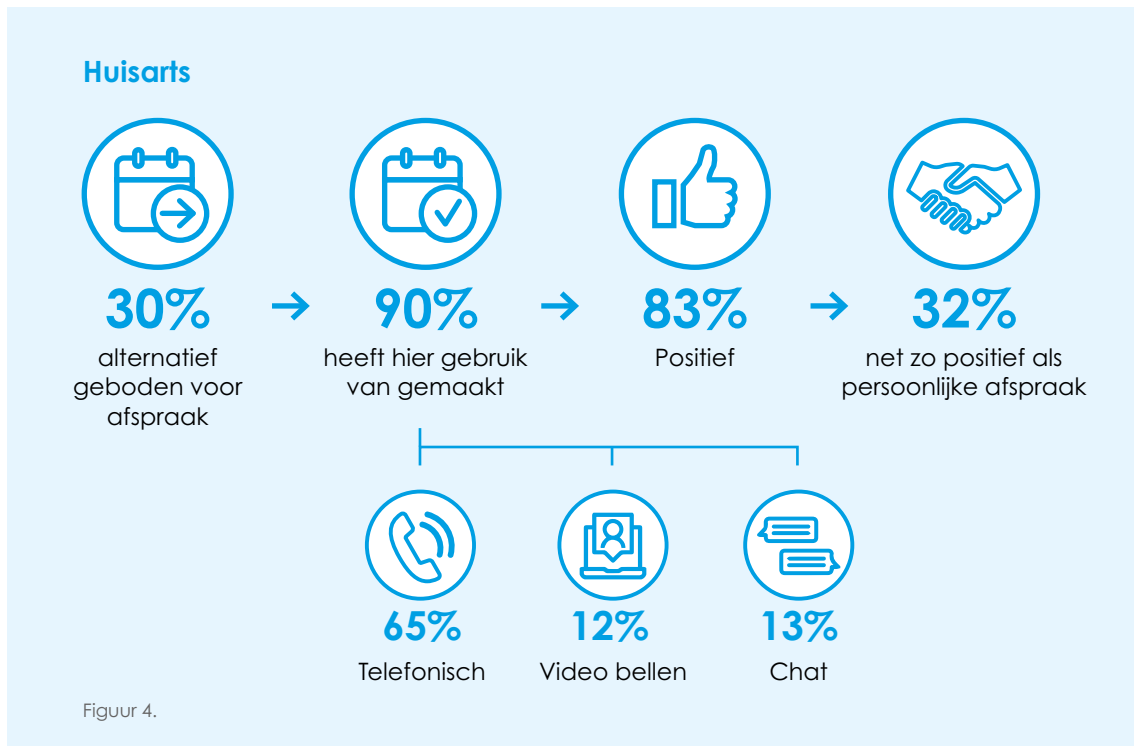 Huisarts
30%
alternatief
geboden voor
afspraak
90%
heeft hier gebruik
van gemaakt
83%
Positief
32%
net zo positief als
persoonlijke afspraak
65%
Telefonisch
12%
Video bellen
13%
Chat
Figuur 4.